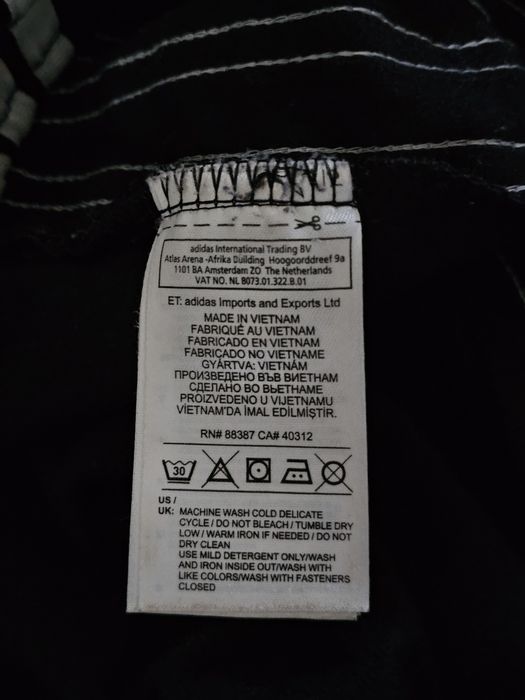 adidas International Trading BV
Atlas Arena -Afrika Building Hoogoorddreef 9a
1101 BA Amsterdam ZO The Netherlands
VAT NO. NL 8073.01.322.B.01
ET: adidas Imports and Exports Ltd
MADE IN VIETNAM
FABRIQUÉ AU VIETNAM
FABRICADO EN VIETNAM
FABRICADO NO VIETNAME
GYÁRTVA: VIETNÁM
ПРОИЗВЕДЕНО ВЪВ ВИЕТНАМ
СДЕЛАНО ВО ВЬЕТНАМЕ
PROIZVEDENO U VIJETNAMU
VİETNAM'DA İMAL EDİLMİŞTİR.
RN# 88387 CA# 40312
30
US /
UK: MACHINE WASH COLD DELICATE
CYCLE / DO NOT BLEACH / TUMBLE DRY
LOW / WARM IRON IF NEEDED / DO NOT
DRY CLEAN
USE MILD DETERGENT ONLY/WASH
AND IRON INSIDE OUT/WASH WITH
LIKE COLORS/WASH WITH FASTENERS
CLOSED